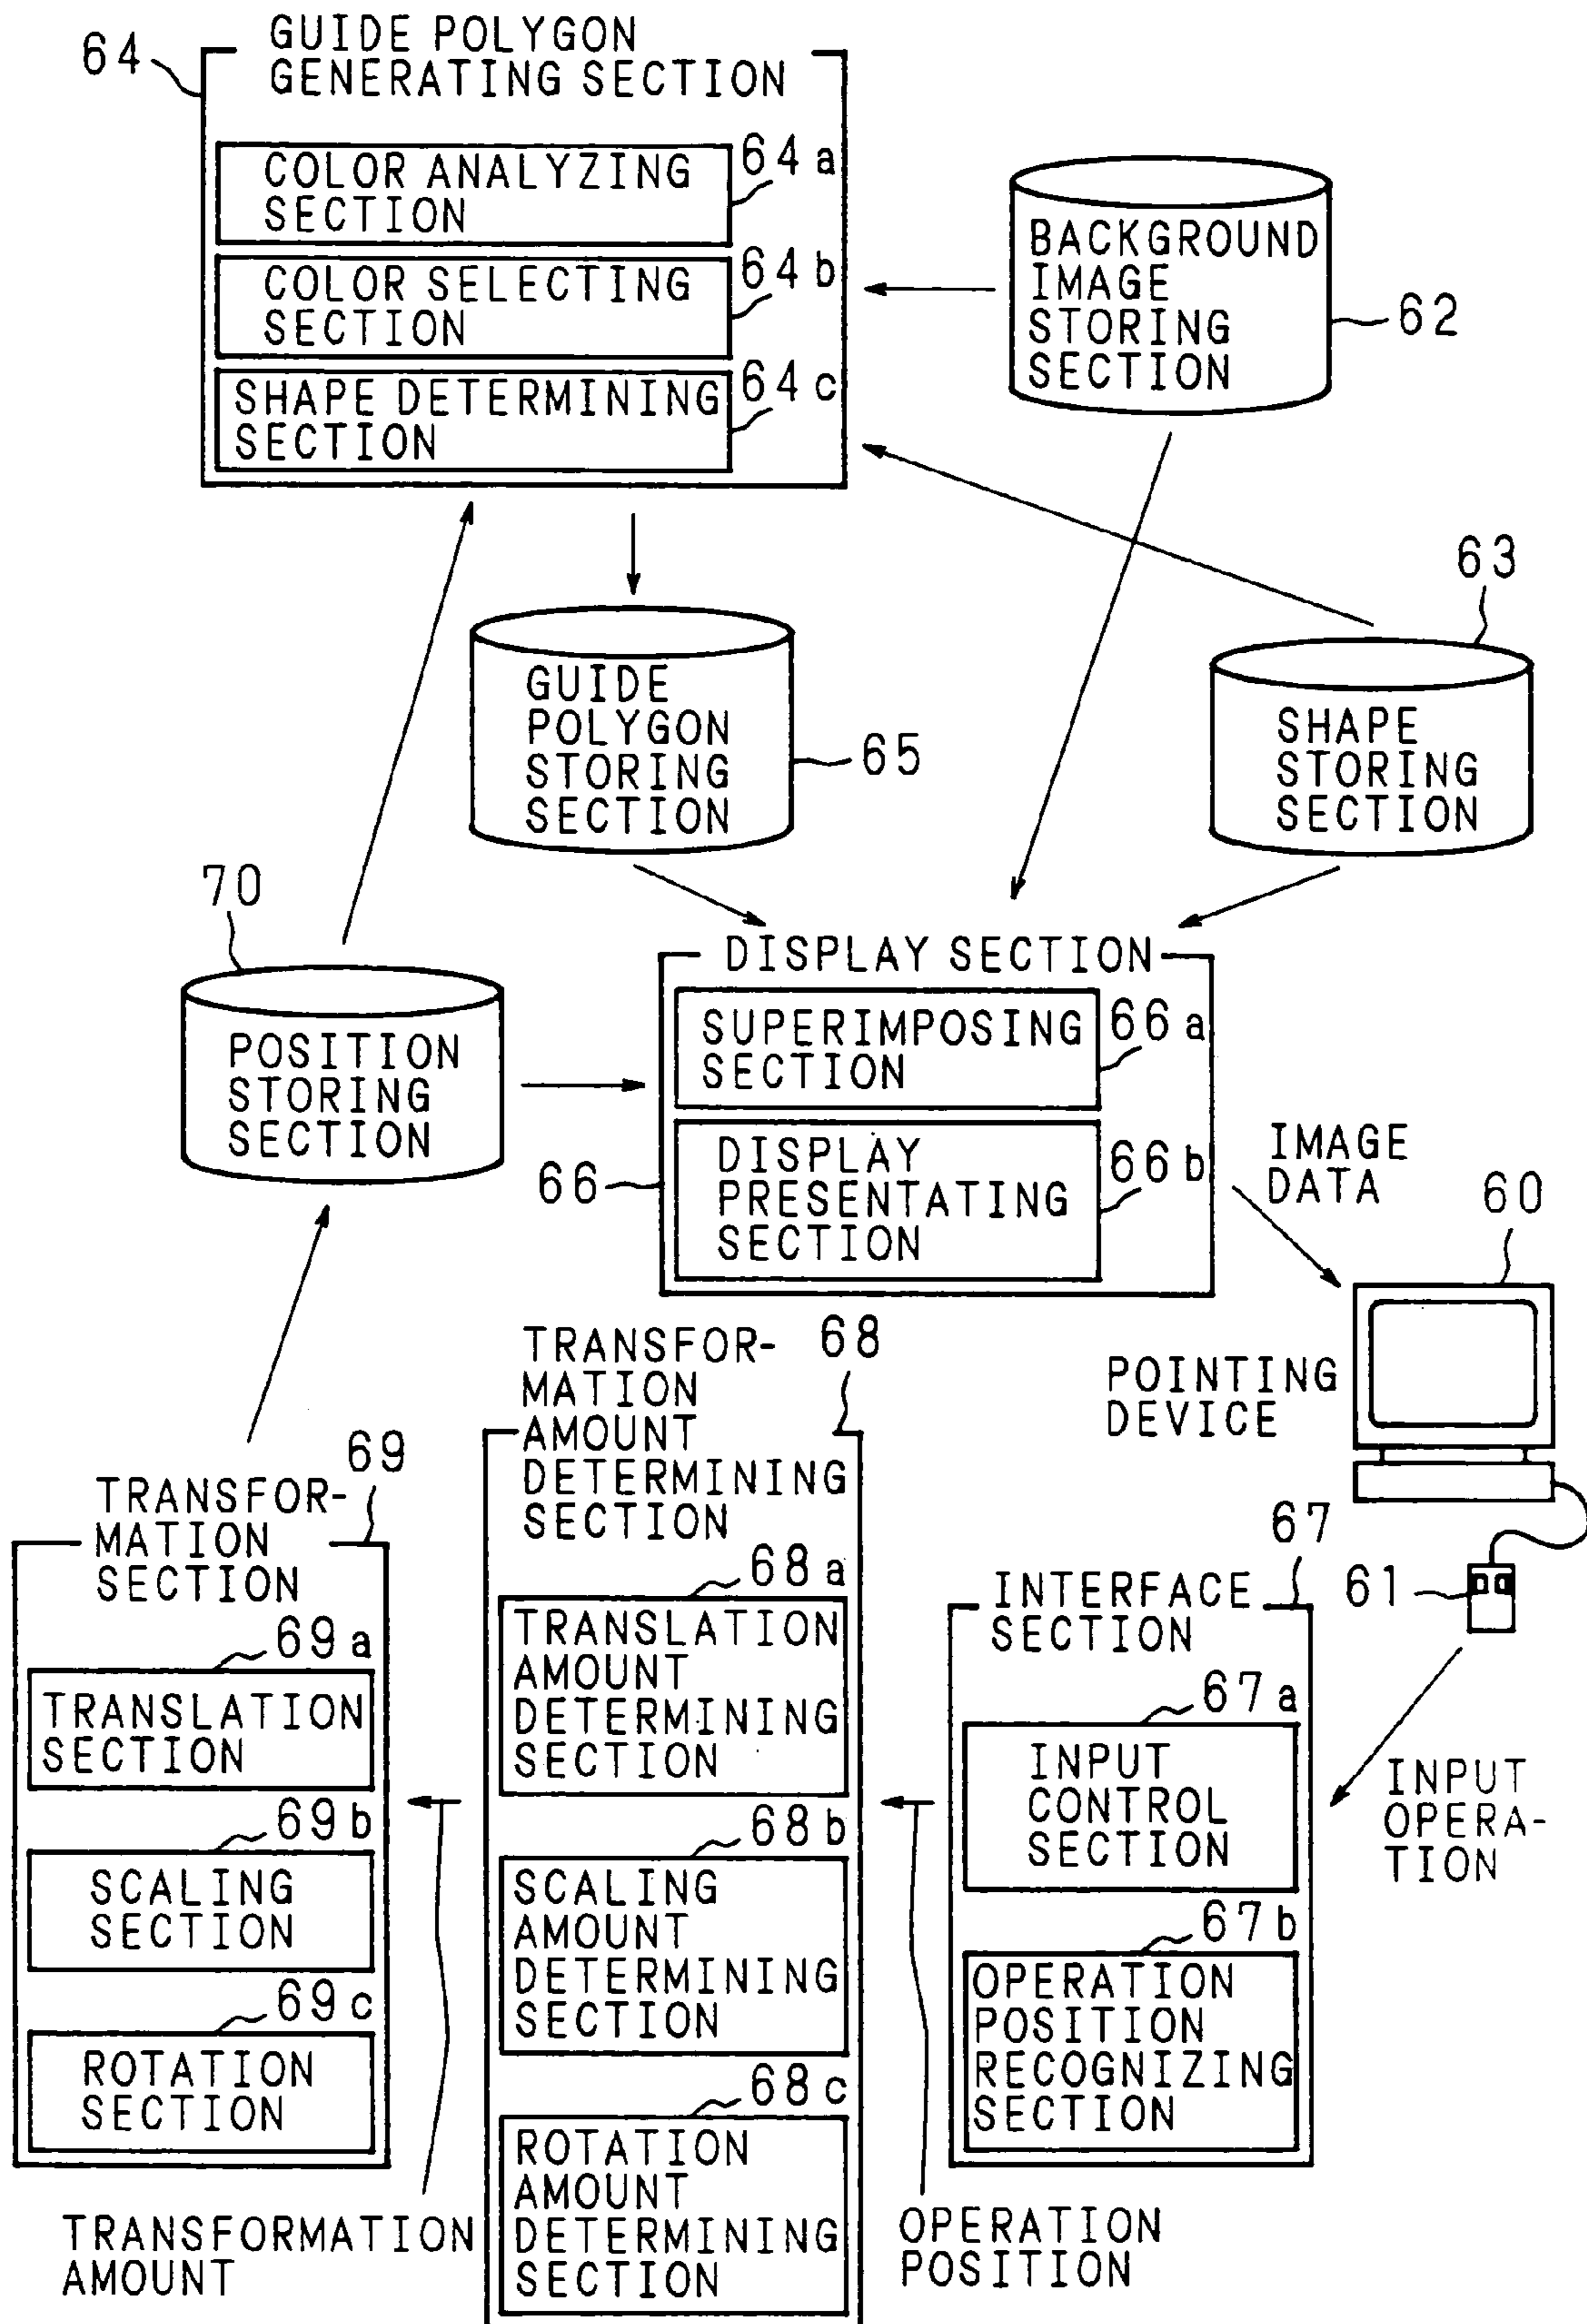 64
GUIDE POLYGON
GENERATING SECTION
COLOR ANALYZING
SECTION
64a
COLOR SELECTING
SECTION
64b
SHAPE DETERMINING
SECTION
64c
BACKGROUND
IMAGE
STORING
SECTION
62
63
SHAPE
STORING
SECTION
GUIDE
POLYGON
STORING
SECTION
65
70
POSITION
STORING
SECTION
DISPLAY SECTION
SUPERIMPOSING
SECTION
66a
DISPLAY
PRESENTATING
SECTION
66b
66
IMAGE
DATA
60
POINTING
DEVICE
61
INPUT
OPERA-
TION
67
INTERFACE
SECTION
67a
INPUT
CONTROL
SECTION
67b
OPERATION
POSITION
RECOGNIZING
SECTION
OPERATION
POSITION
68
TRANSFOR-
MATION
AMOUNT
DETERMINING
SECTION
68a
TRANSLATION
AMOUNT
DETERMINING
SECTION
68b
SCALING
AMOUNT
DETERMINING
SECTION
68c
ROTATION
AMOUNT
DETERMINING
SECTION
TRANSFORMATION
AMOUNT
69
TRANSFOR-
MATION
SECTION
69a
TRANSLATION
SECTION
69b
SCALING
SECTION
69c
ROTATION
SECTION